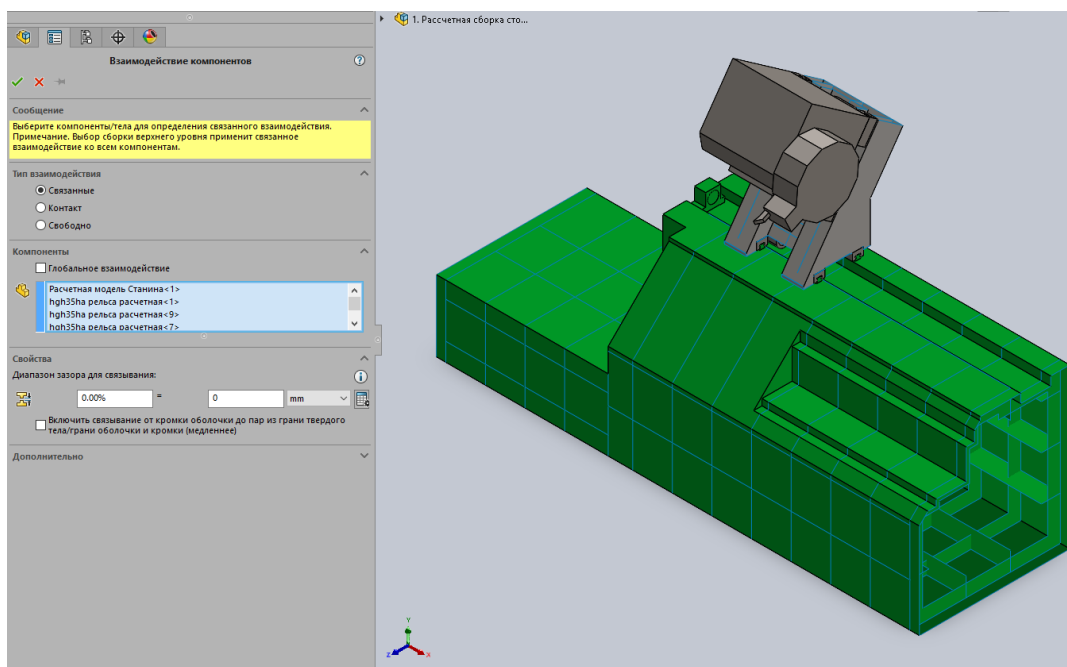 1. Рассчетная сборка сто...
Взаимодействие компонентов
Сообщение
Выберите компоненты/тела для определения связанного взаимодействия.
Примечание. Выбор сборки верхнего уровня применит связанное
взаимодействие ко всем компонентам.
Тип взаимодействия
Связанные
Контакт
Свободно
Компоненты
Глобальное взаимодействие
Расчетная модель Станина<1>
hgh35ha рельса расчетная<1>
hgh35ha рельса расчетная<9>
hgh35ha рельса расчетная<7>
Свойства
Диапазон зазора для связывания:
0.00% = 0 mm
Включить связывание от кромки оболочки до пар из грани твердого
тела/грани оболочки и кромки (медленнее)
Дополнительно
Y
Z X